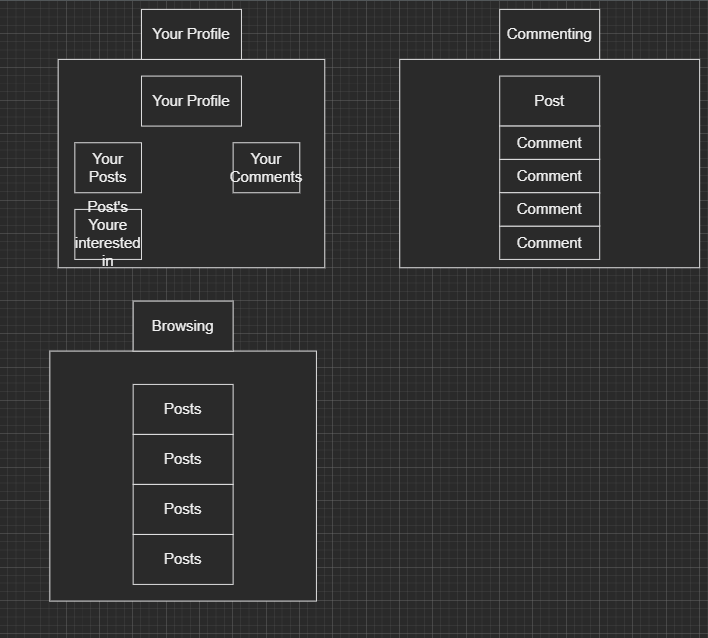 Your Profile
Your Profile
Your
Posts
Your
Comments
Post's
Youre
interested
in
Commenting
Post
Comment
Comment
Comment
Comment
Browsing
Posts
Posts
Posts
Posts